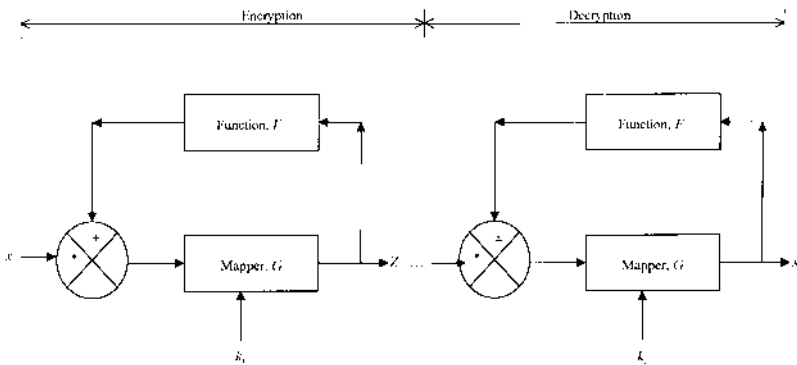 Encryption
Decryption
Function, F
Function, F
x
+
Mapper, G
Z ...
Mapper, G
x
k
k